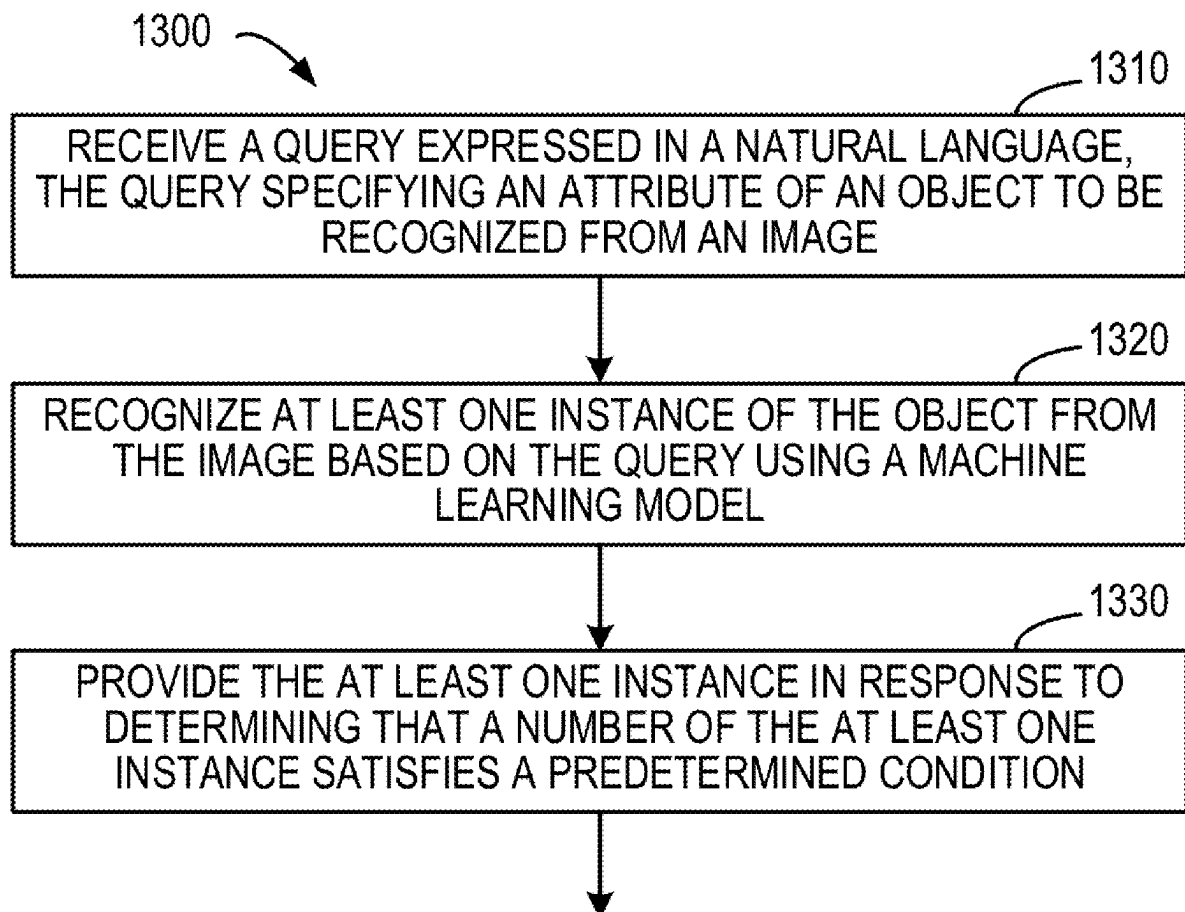 1300
1310
RECEIVE A QUERY EXPRESSED IN A NATURAL LANGUAGE,
THE QUERY SPECIFYING AN ATTRIBUTE OF AN OBJECT TO BE
RECOGNIZED FROM AN IMAGE
1320
RECOGNIZE AT LEAST ONE INSTANCE OF THE OBJECT FROM
THE IMAGE BASED ON THE QUERY USING A MACHINE
LEARNING MODEL
1330
PROVIDE THE AT LEAST ONE INSTANCE IN RESPONSE TO
DETERMINING THAT A NUMBER OF THE AT LEAST ONE
INSTANCE SATISFIES A PREDETERMINED CONDITION